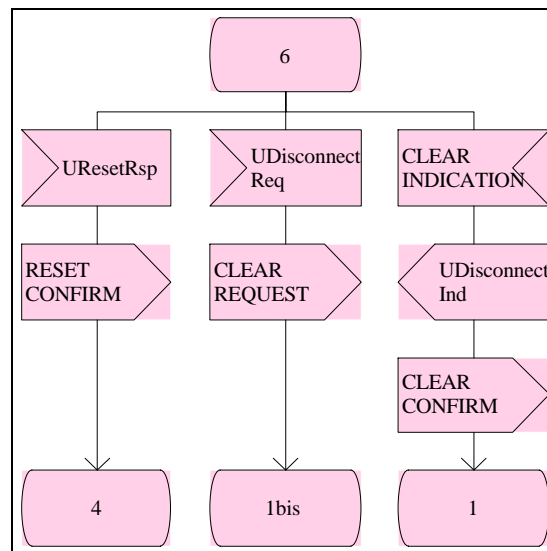 6
UResetRsp
UDisconnect
Req
CLEAR
INDICATION
RESET
CONFIRM
CLEAR
REQUEST
UDisconnect
Ind
CLEAR
CONFIRM
4
1bis
1